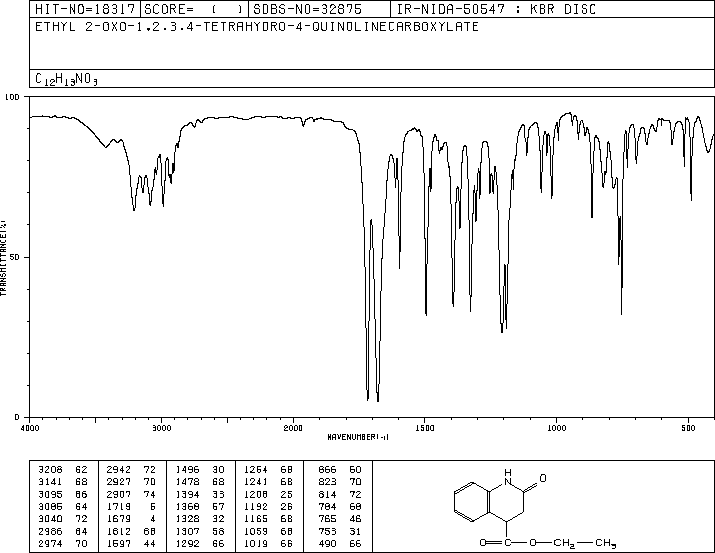 HIT-NO=18317 SCORE= ( ) SDBS-NO=32875 IR-NIDA-50547 : KBR DISC
ETHYL 2-OXO-1,2,3,4-TETRAHYDRO-4-QUINOLINECARBOXYLATE
C12H13NO3
100
50
0
TRANSMITTANCE(%)
4000 3000 2000 1500 1000 500
WAVENUMBER(-1)
3208 62 2942 72 1496 30 1264 68 866 60
3141 68 2927 70 1478 68 1241 68 823 70
3095 66 2907 74 1394 33 1208 25 814 72
3085 64 1719 5 1368 57 1192 26 784 68
3040 72 1679 4 1328 32 1165 68 765 46
2986 64 1612 68 1307 58 1059 68 753 31
2974 70 1597 44 1292 66 1019 66 490 66
H
N O
O=C-O-CH2-CH3